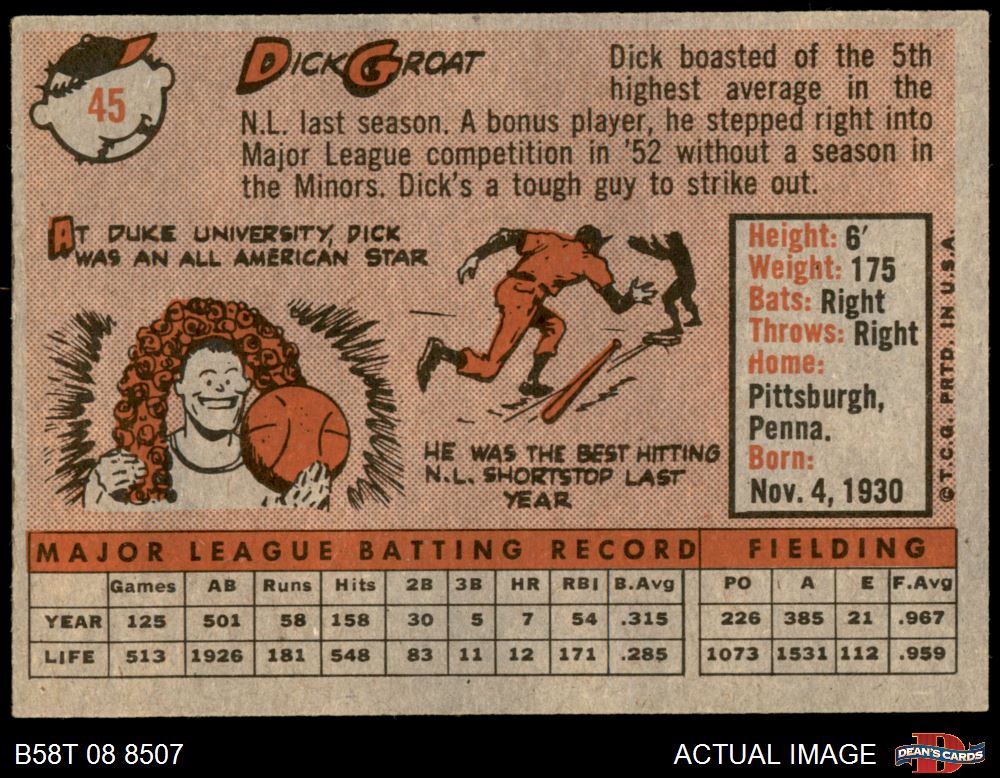 45
DICK GROAT
Dick boasted of the 5th
highest average in the
N.L. last season. A bonus player, he stepped right into
Major League competition in '52 without a season in
the Minors. Dick's a tough guy to strike out.
AT DUKE UNIVERSITY, DICK
WAS AN ALL AMERICAN STAR
HE WAS THE BEST HITTING
N.L. SHORTSTOP LAST
YEAR
Height: 6'
Weight: 175
Bats: Right
Throws: Right
Home:
Pittsburgh,
Penna.
Born:
Nov. 4, 1930
© T.C.G. PRTD. IN U.S.A.
MAJOR LEAGUE BATTING RECORD FIELDING
Games AB Runs Hits 2B 3B HR RBI B.Avg PO A E F.Avg
YEAR 125 501 58 158 30 5 7 54 .315 226 385 21 .967
LIFE 513 1926 181 548 83 11 12 171 .285 1073 1531 112 .959
B58T 08 8507 ACTUAL IMAGE DEAN'S CARDS